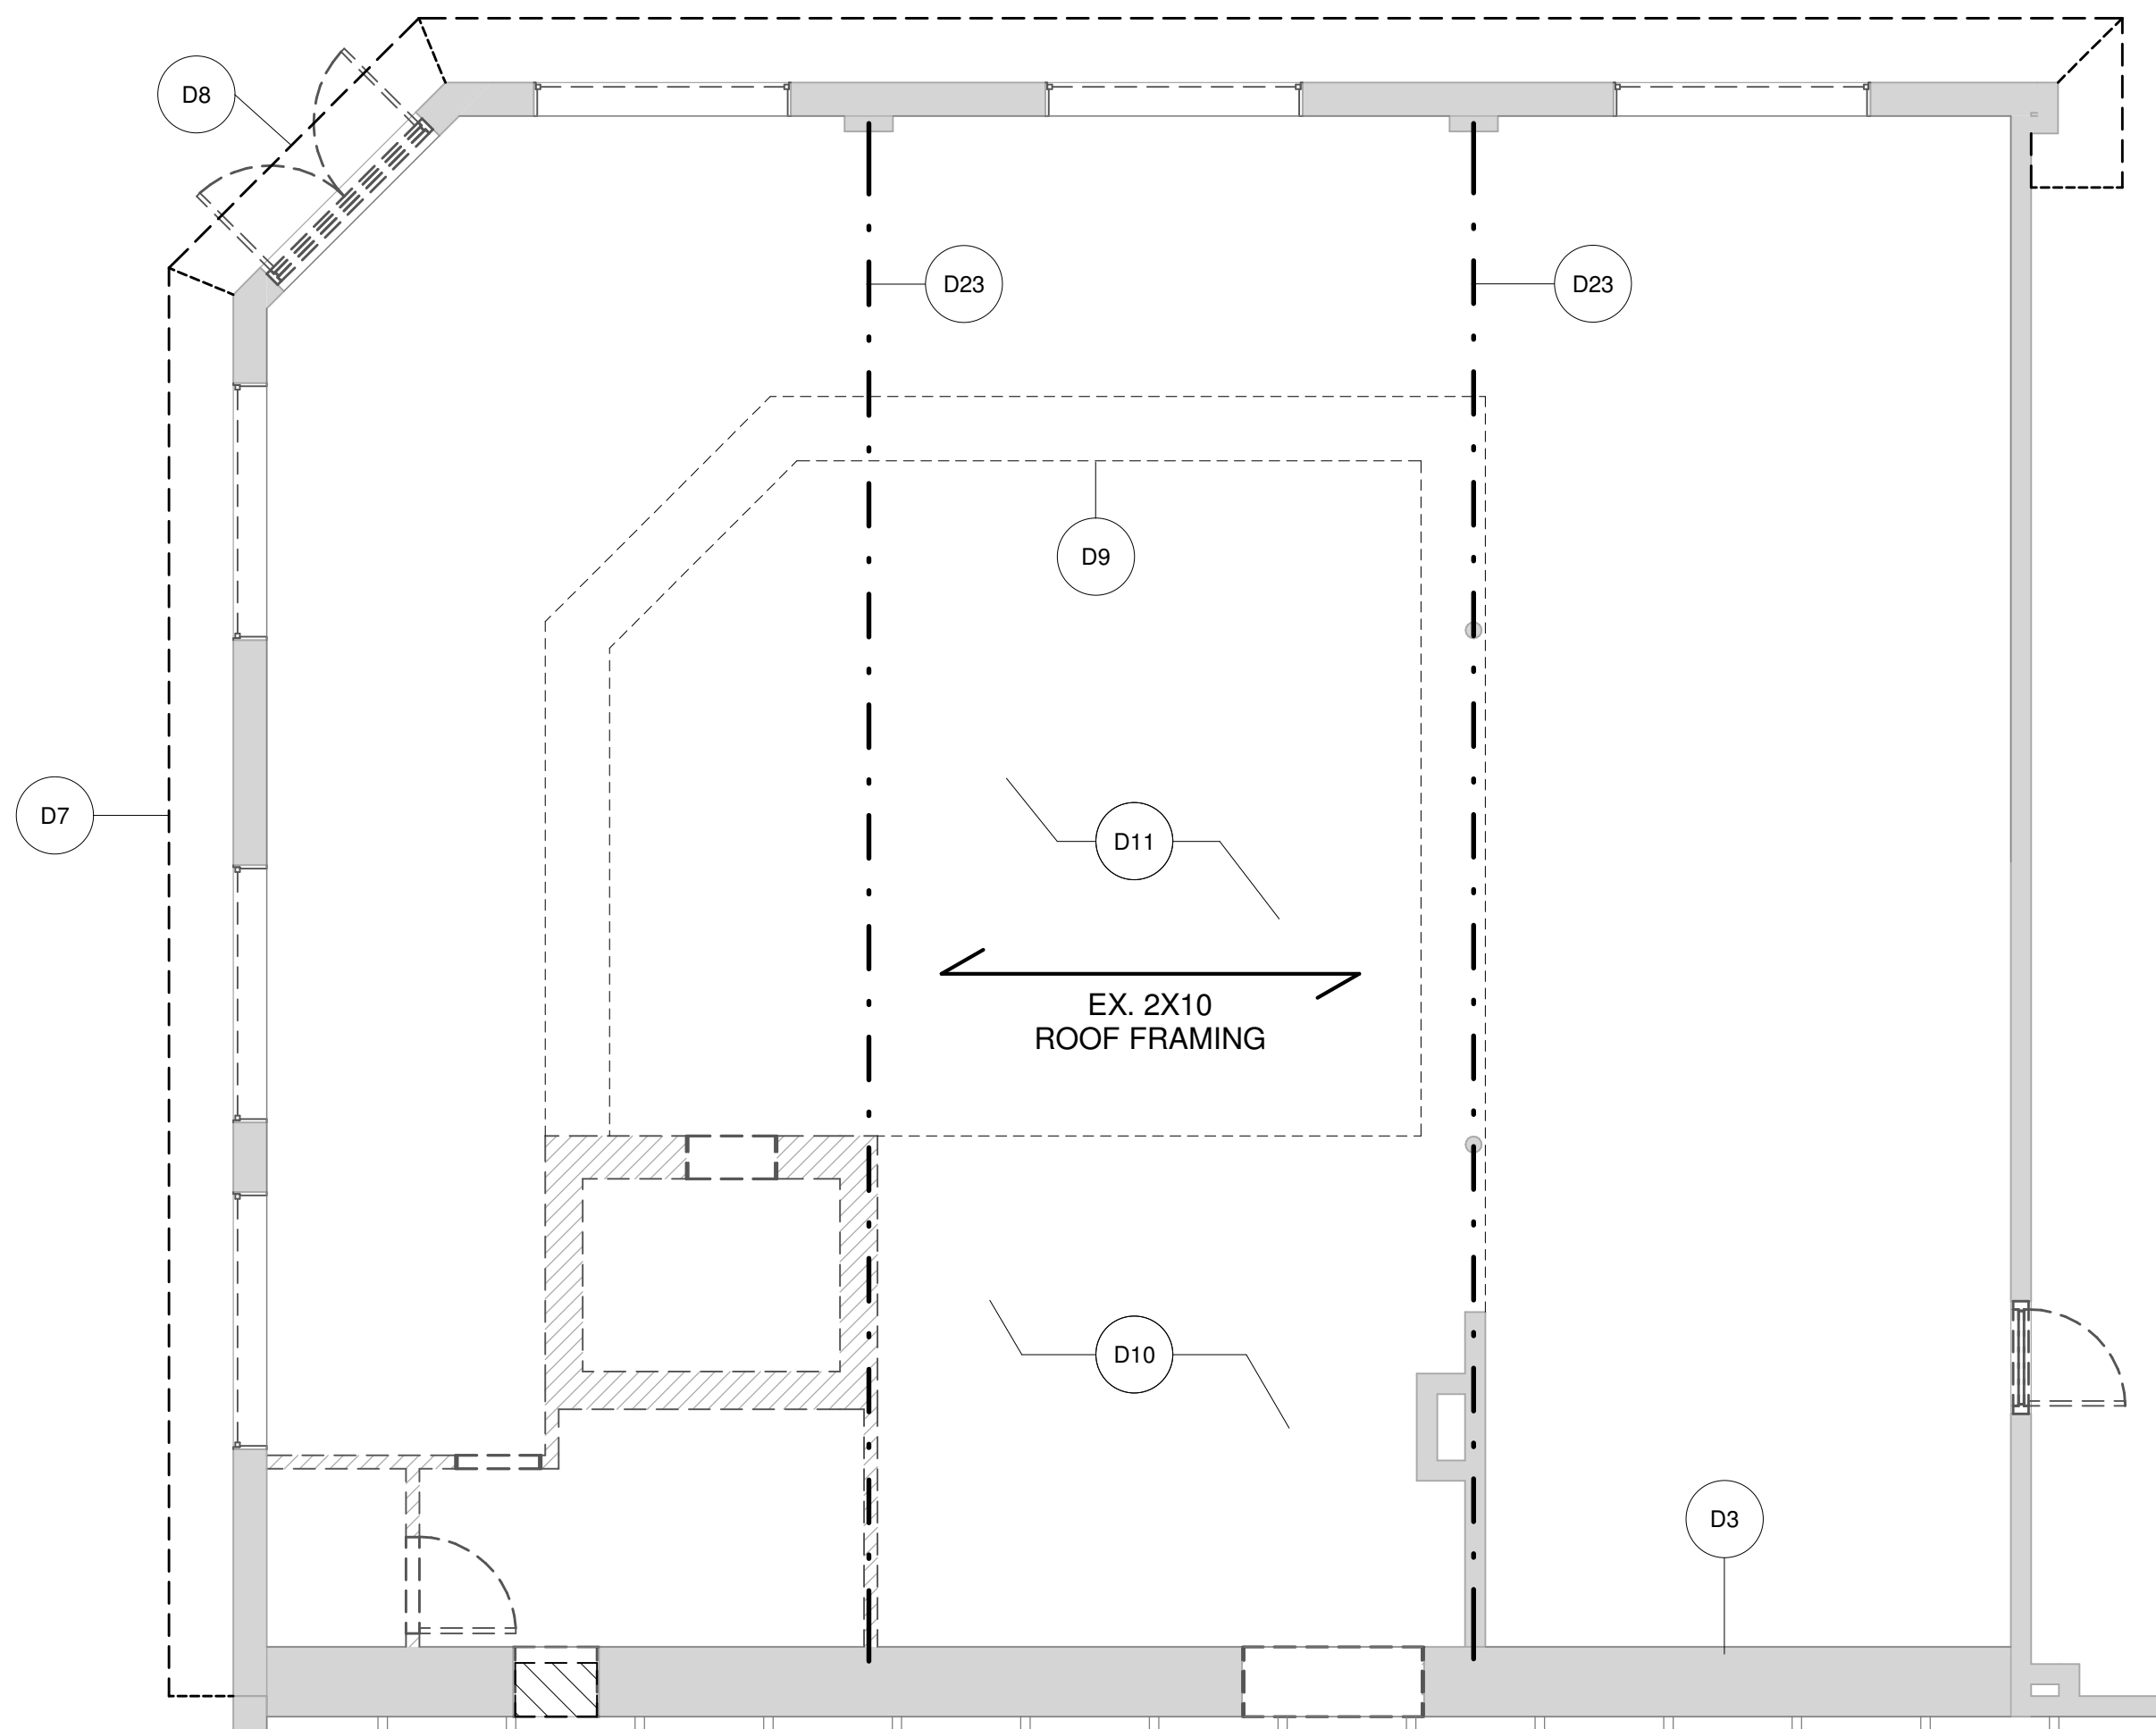 D8
D23
D23
D9
D7
D11
EX. 2X10
ROOF FRAMING
D10
D3